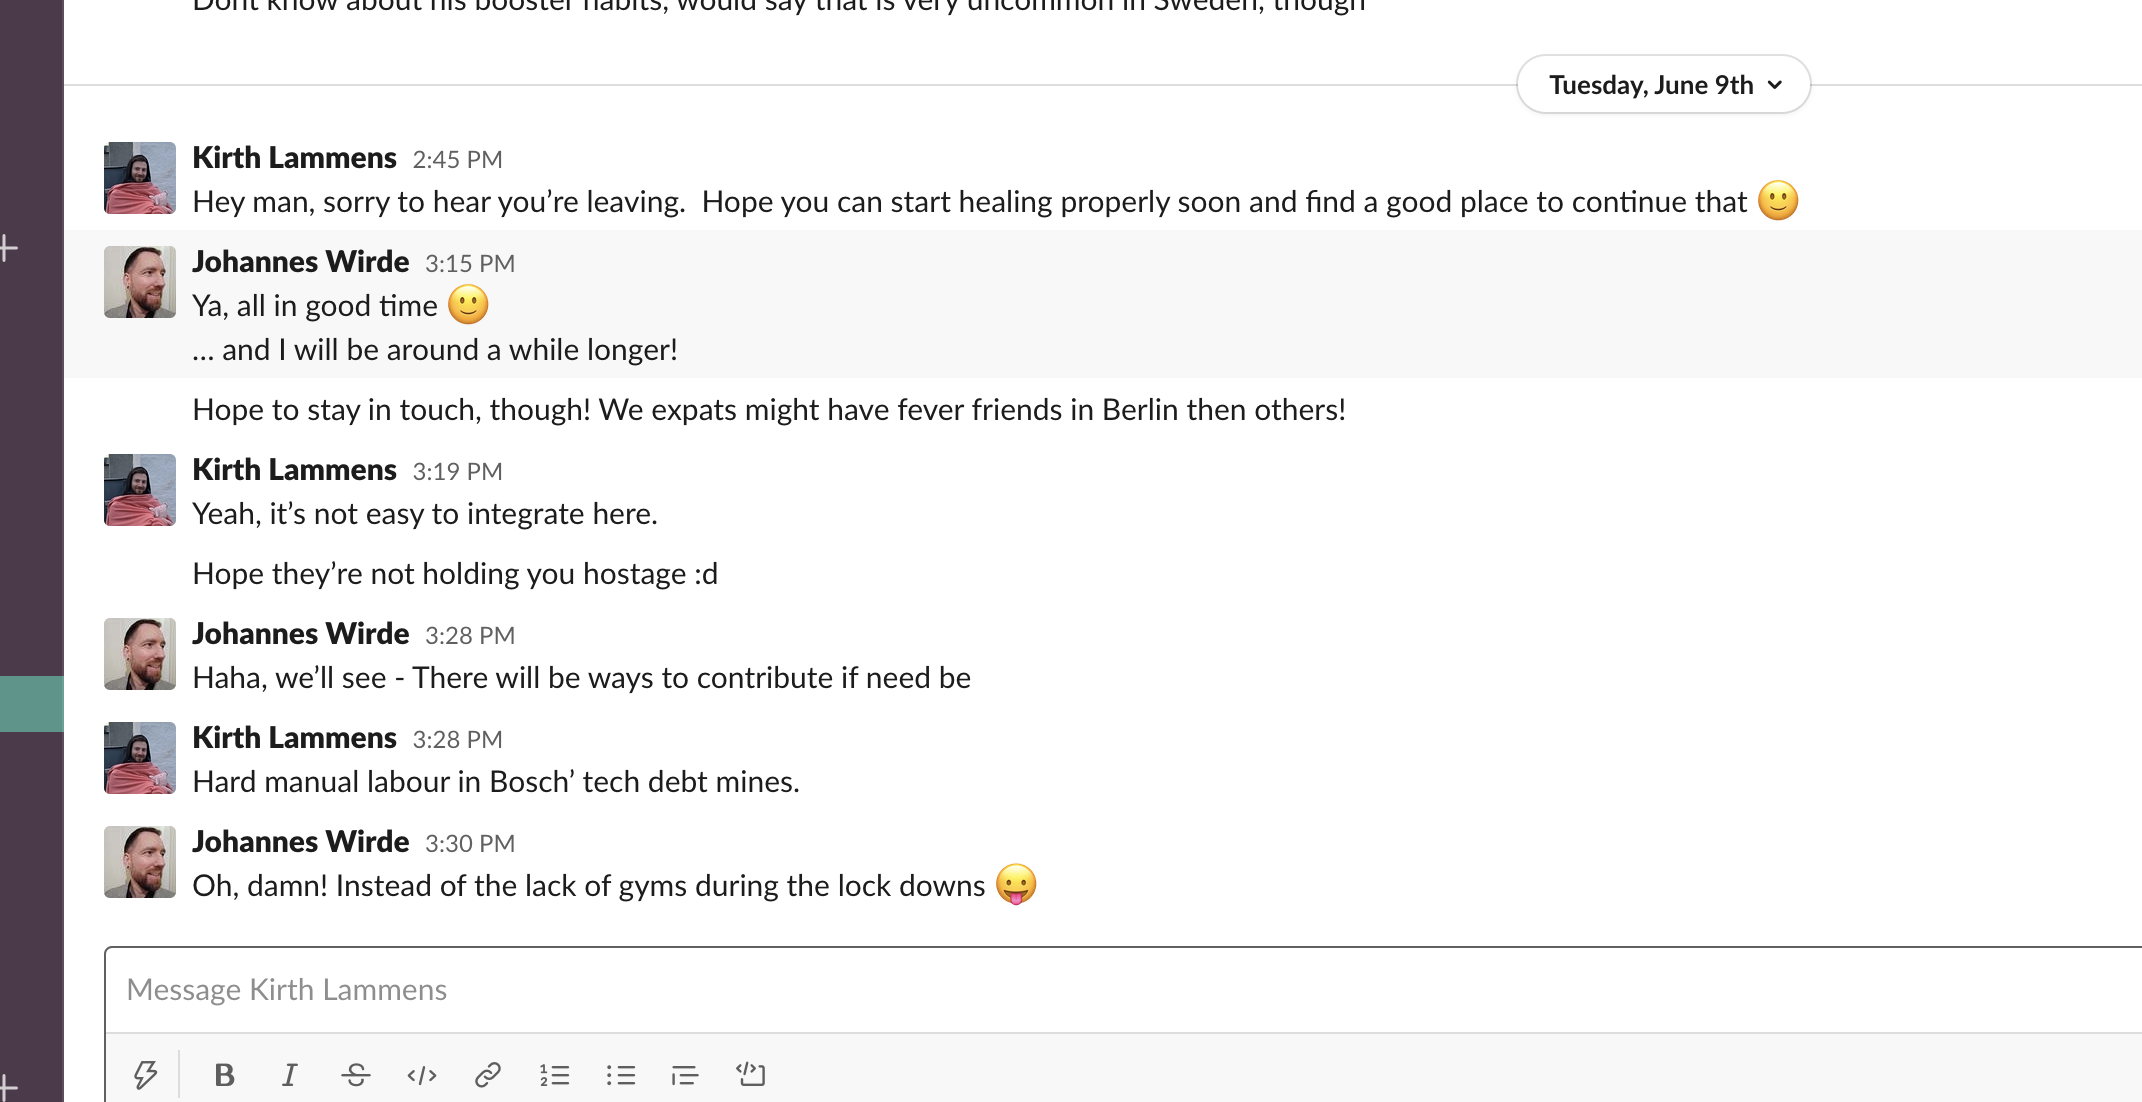 Dont know about his booster habits, would say that is very uncommon in Sweden, though
Tuesday, June 9th
Kirth Lammens 2:45 PM
Hey man, sorry to hear you’re leaving.  Hope you can start healing properly soon and find a good place to continue that 🙂
Johannes Wirde 3:15 PM
Ya, all in good time 🙂
... and I will be around a while longer!
Hope to stay in touch, though! We expats might have fever friends in Berlin then others!
Kirth Lammens 3:19 PM
Yeah, it’s not easy to integrate here.
Hope they’re not holding you hostage :d
Johannes Wirde 3:28 PM
Haha, we’ll see - There will be ways to contribute if need be
Kirth Lammens 3:28 PM
Hard manual labour in Bosch’ tech debt mines.
Johannes Wirde 3:30 PM
Oh, damn! Instead of the lack of gyms during the lock downs 😛
Message Kirth Lammens